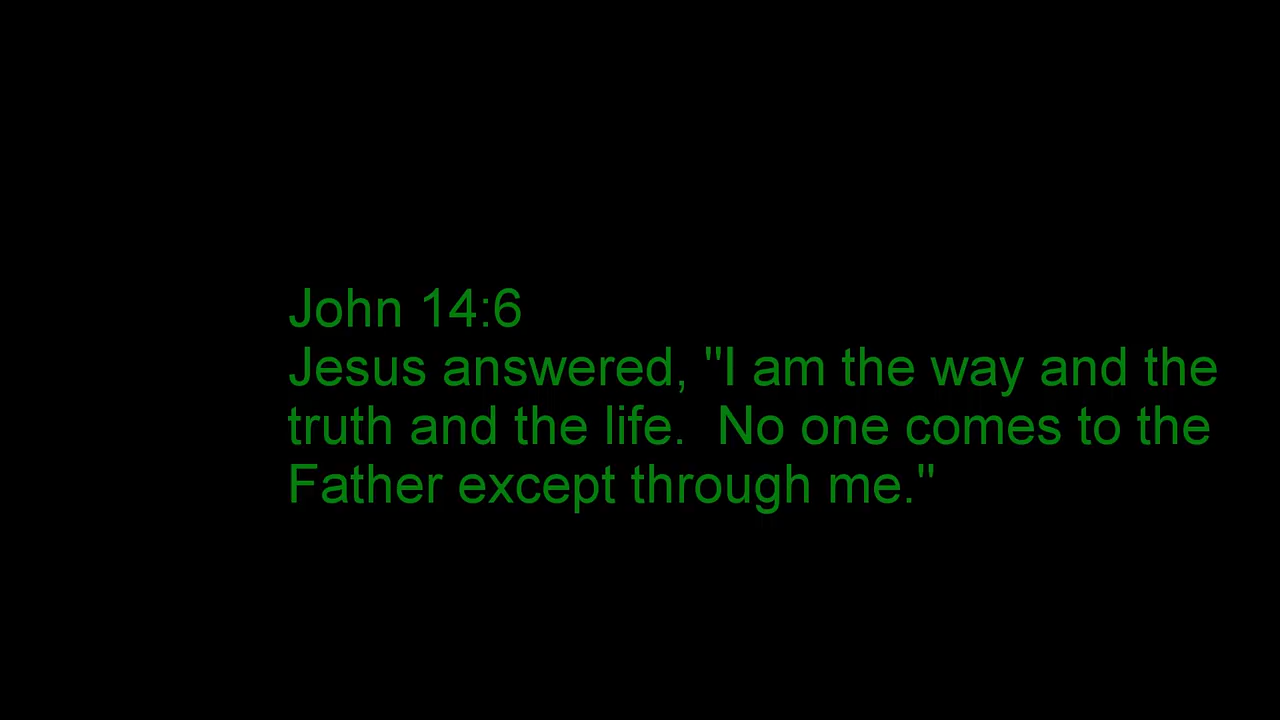 John 14:6
Jesus answered, "I am the way and the
truth and the life.  No one comes to the
Father except through me."